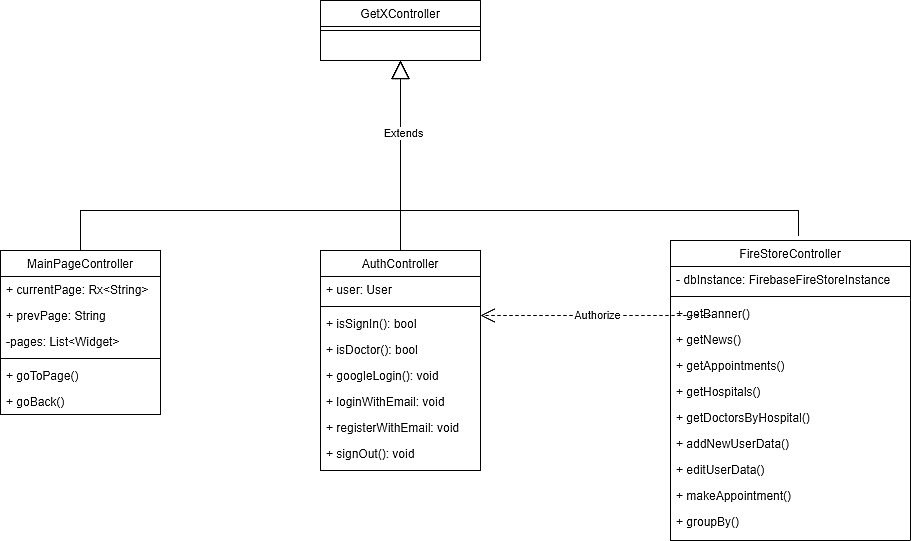 GetXController
Extends
MainPageController
+ currentPage: Rx<String>
+ prevPage: String
-pages: List<Widget>
+ goToPage()
+ goBack()
AuthController
+ user: User
+ isSignIn(): bool
+ isDoctor(): bool
+ googleLogin(): void
+ loginWithEmail: void
+ registerWithEmail: void
+ signOut(): void
Authorize
FireStoreController
- dbInstance: FirebaseFireStoreInstance
+ getBanner()
+ getNews()
+ getAppointments()
+ getHospitals()
+ getDoctorsByHospital()
+ addNewUserData()
+ editUserData()
+ makeAppointment()
+ groupBy()